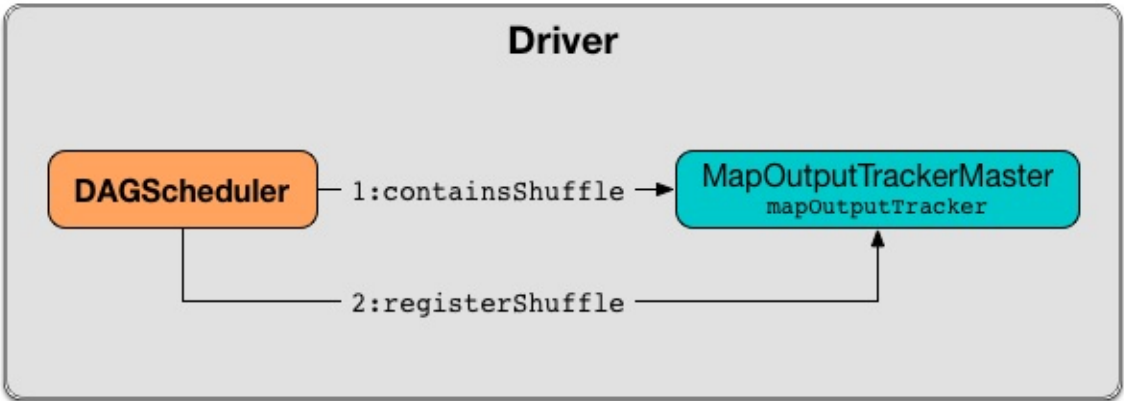 Driver
DAGScheduler
1:containsShuffle
MapOutputTrackerMaster
mapOutputTracker
2:registerShuffle